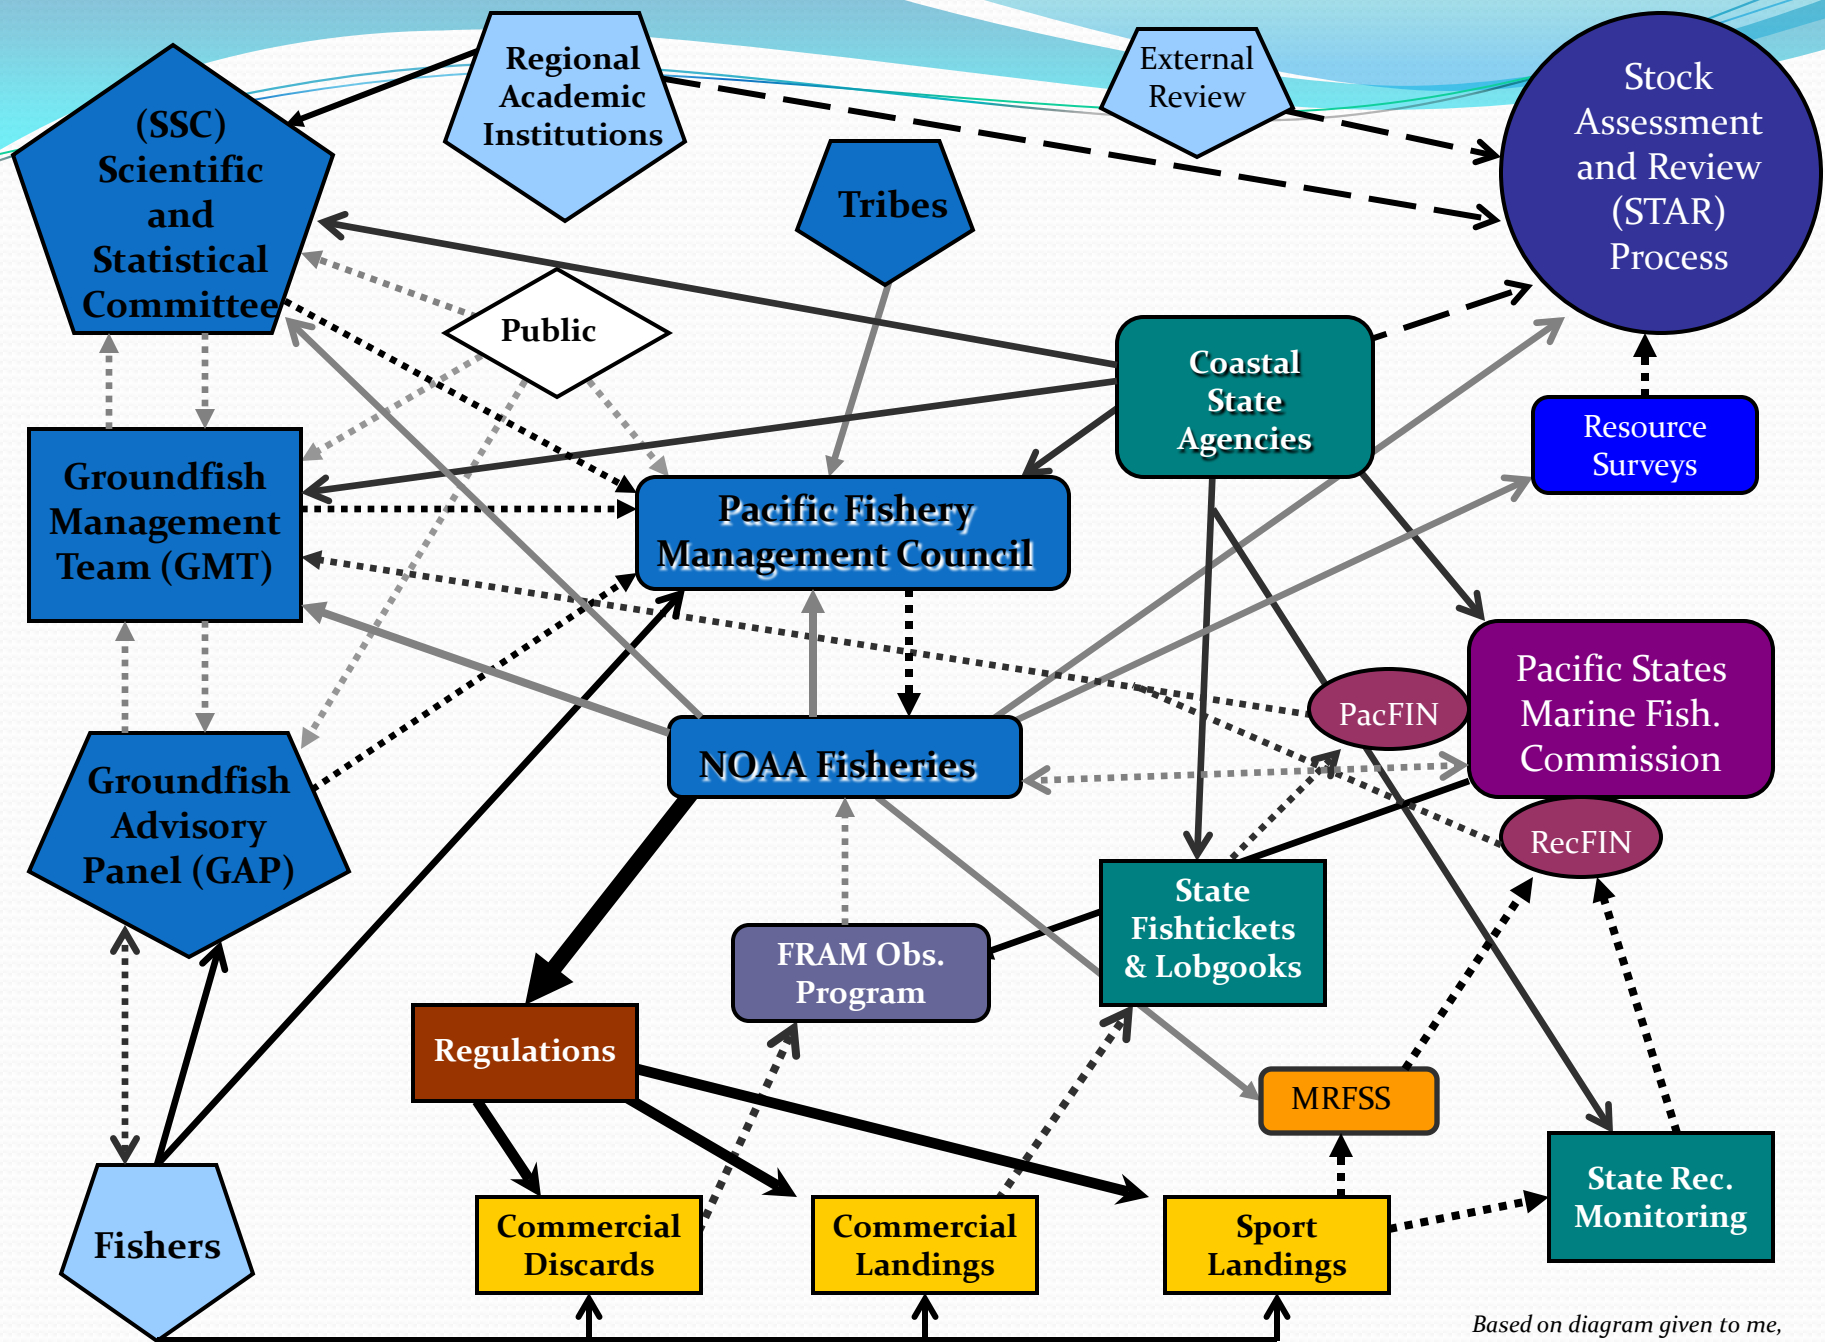 Regional
Academic
Institutions
External
Review
Stock
Assessment
and Review
(STAR)
Process
(SSC)
Scientific
and
Statistical
Committee
Tribes
Public
Coastal
State
Agencies
Resource
Surveys
Groundfish
Management
Team (GMT)
Pacific Fishery
Management Council
Pacific States
Marine Fish.
Commission
PacFIN
NOAA Fisheries
RecFIN
Groundfish
Advisory
Panel (GAP)
State
Fishtickets
& Lobgooks
FRAM Obs.
Program
Regulations
MRFSS
State Rec.
Monitoring
Fishers
Commercial
Discards
Commercial
Landings
Sport
Landings
Based on diagram given to me,